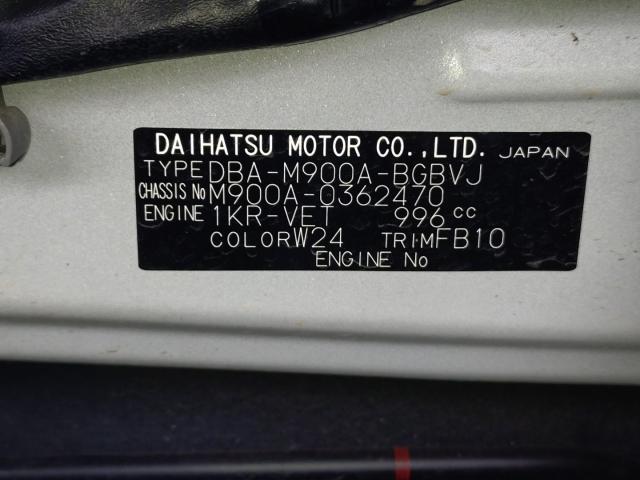 DAIHATSU MOTOR CO.,LTD. JAPAN
TYPE DBA-M900A-BGBVJ
CHASSIS No M900A-0362470
ENGINE 1KR-VET 996 cc
COLOR W24 TRIM FB10
ENGINE No